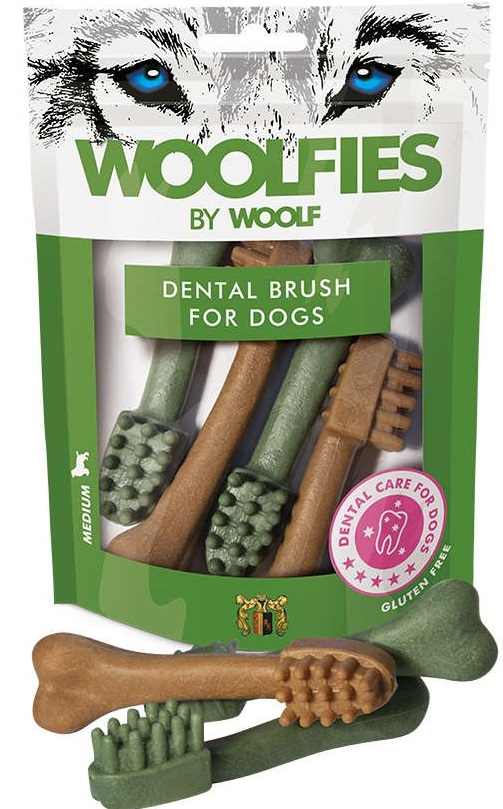 WOOLFIES
BY WOOLF
DENTAL BRUSH
FOR DOGS
MEDIUM
DENTAL CARE FOR DOGS
GLUTEN FREE